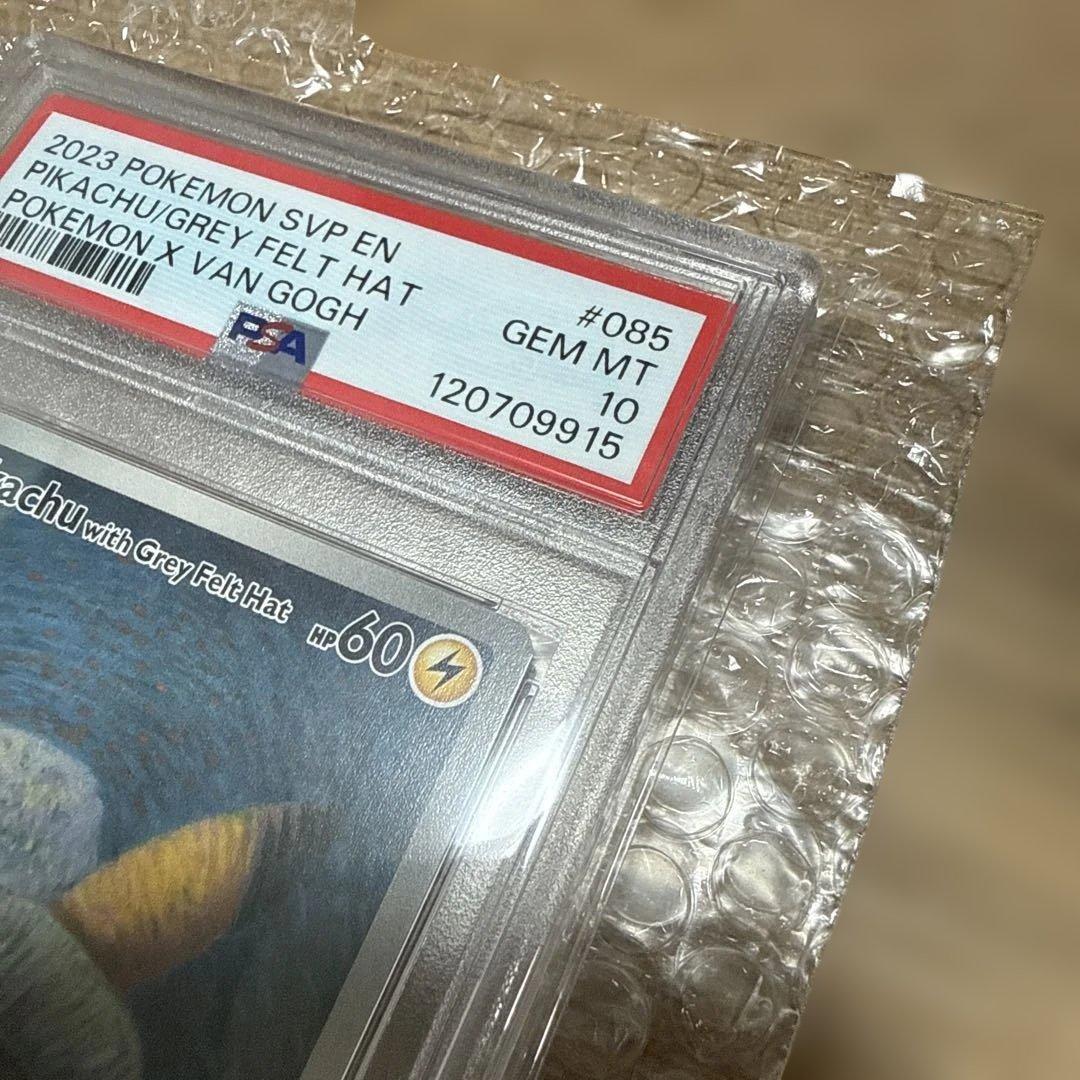 2023 POKEMON SVP EN
PIKACHU/GREY FELT HAT
POKEMON X VAN GOGH
#085
GEM MT
10
120709915
PSA
with Grey Felt Hat
HP60